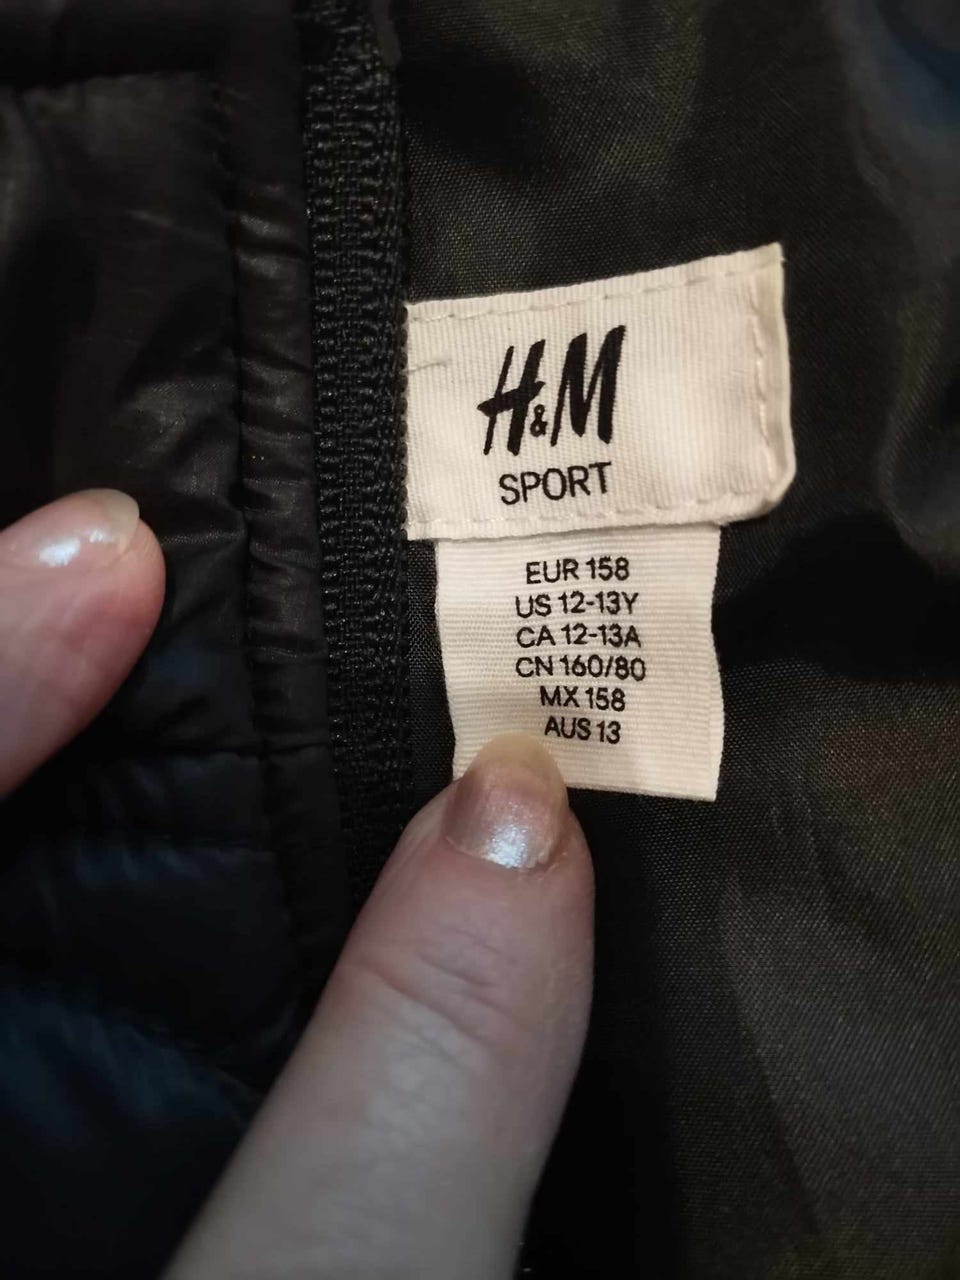 H&M
SPORT
EUR 158
US 12-13Y
CA 12-13A
CN 160/80
MX 158
AUS 13